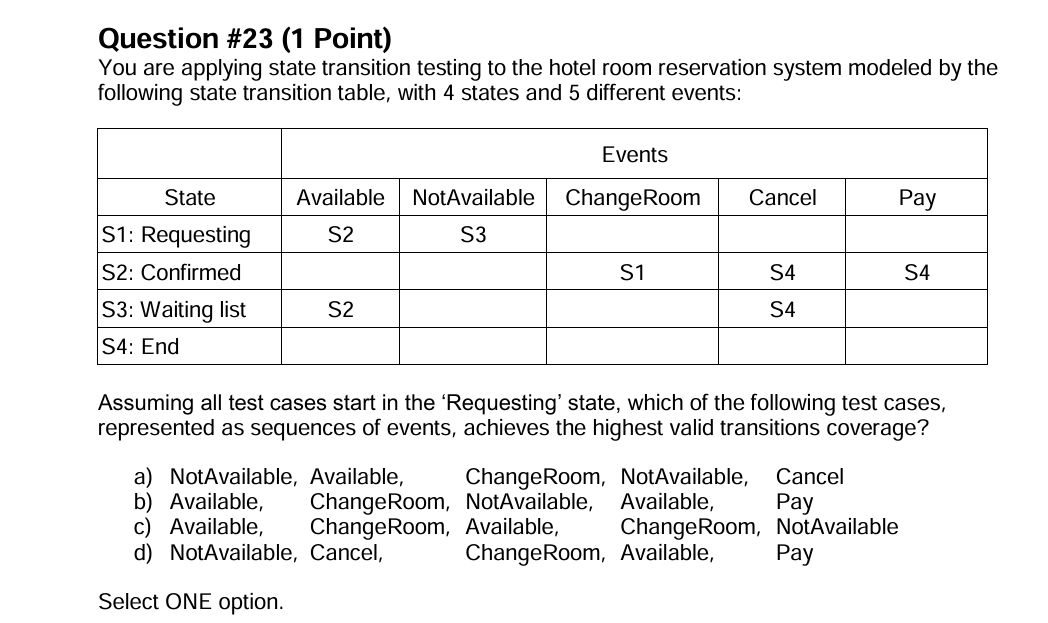 Question #23 (1 Point)
You are applying state transition testing to the hotel room reservation system modeled by the
following state transition table, with 4 states and 5 different events:
Events
State Available NotAvailable ChangeRoom Cancel Pay
S1: Requesting S2 S3
S2: Confirmed S1 S4 S4
S3: Waiting list S2 S4
S4: End
Assuming all test cases start in the ‘Requesting’ state, which of the following test cases,
represented as sequences of events, achieves the highest valid transitions coverage?
a) NotAvailable, Available, ChangeRoom, NotAvailable, Cancel
b) Available, ChangeRoom, NotAvailable, Available, Pay
c) Available, ChangeRoom, Available, ChangeRoom, NotAvailable
d) NotAvailable, Cancel, ChangeRoom, Available, Pay
Select ONE option.